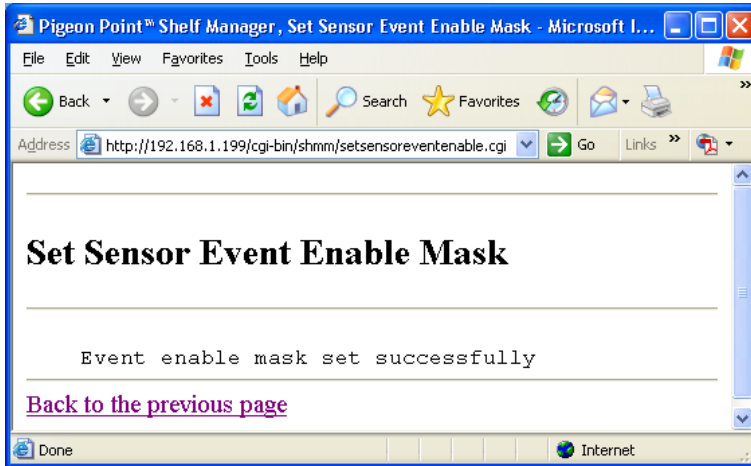 Pigeon Point™ Shelf Manager, Set Sensor Event Enable Mask - Microsoft I...
File Edit View Favorites Tools Help
Back Search Favorites »
Address http://192.168.1.199/cgi-bin/shmm/setsensoreventenable.cgi Go Links »
Set Sensor Event Enable Mask
Event enable mask set successfully
Back to the previous page
Done Internet